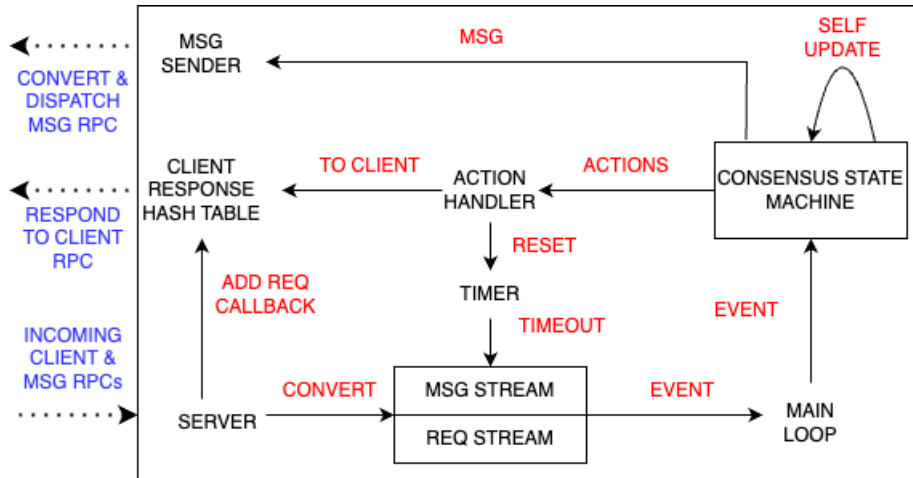 MSG
SENDER
MSG
SELF
UPDATE
CONVERT &
DISPATCH
MSG RPC
CLIENT
RESPONSE
HASH TABLE
TO CLIENT
ACTION
HANDLER
ACTIONS
CONSENSUS STATE
MACHINE
RESPOND
TO CLIENT
RPC
RESET
ADD REQ
CALLBACK
TIMER
EVENT
TIMEOUT
INCOMING
CLIENT &
MSG RPCs
SERVER
CONVERT
MSG STREAM
REQ STREAM
EVENT
MAIN
LOOP